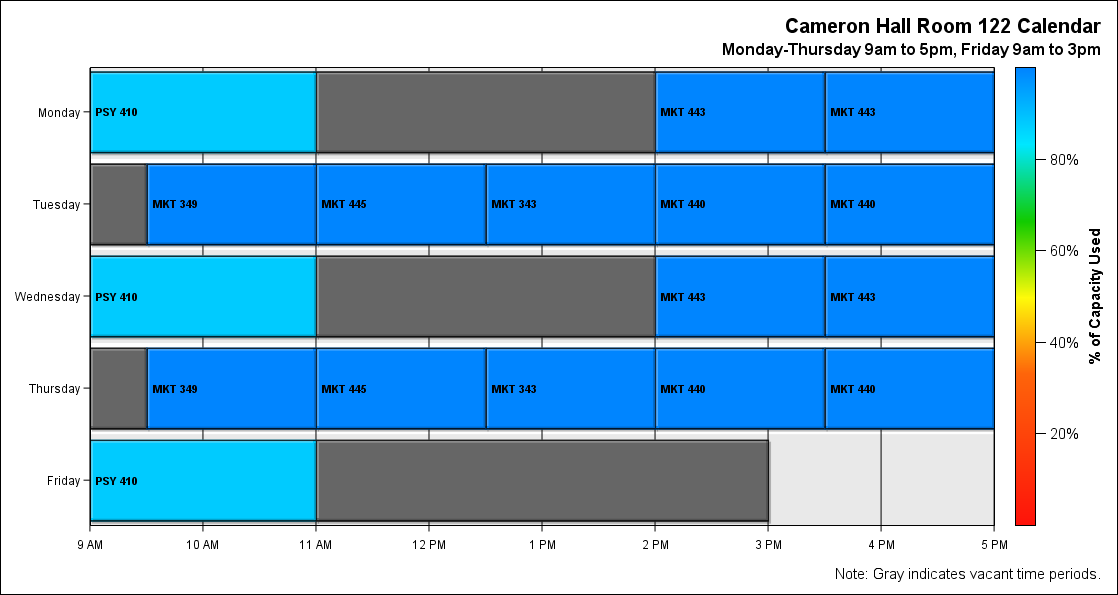 Cameron Hall Room 122 Calendar
Monday-Thursday 9am to 5pm, Friday 9am to 3pm
Monday
PSY 410
MKT 443
MKT 443
Tuesday
MKT 349
MKT 445
MKT 343
MKT 440
MKT 440
Wednesday
PSY 410
MKT 443
MKT 443
Thursday
MKT 349
MKT 445
MKT 343
MKT 440
MKT 440
Friday
PSY 410
9 AM
10 AM
11 AM
12 PM
1 PM
2 PM
3 PM
4 PM
5 PM
80%
60%
40%
20%
% of Capacity Used
Note: Gray indicates vacant time periods.